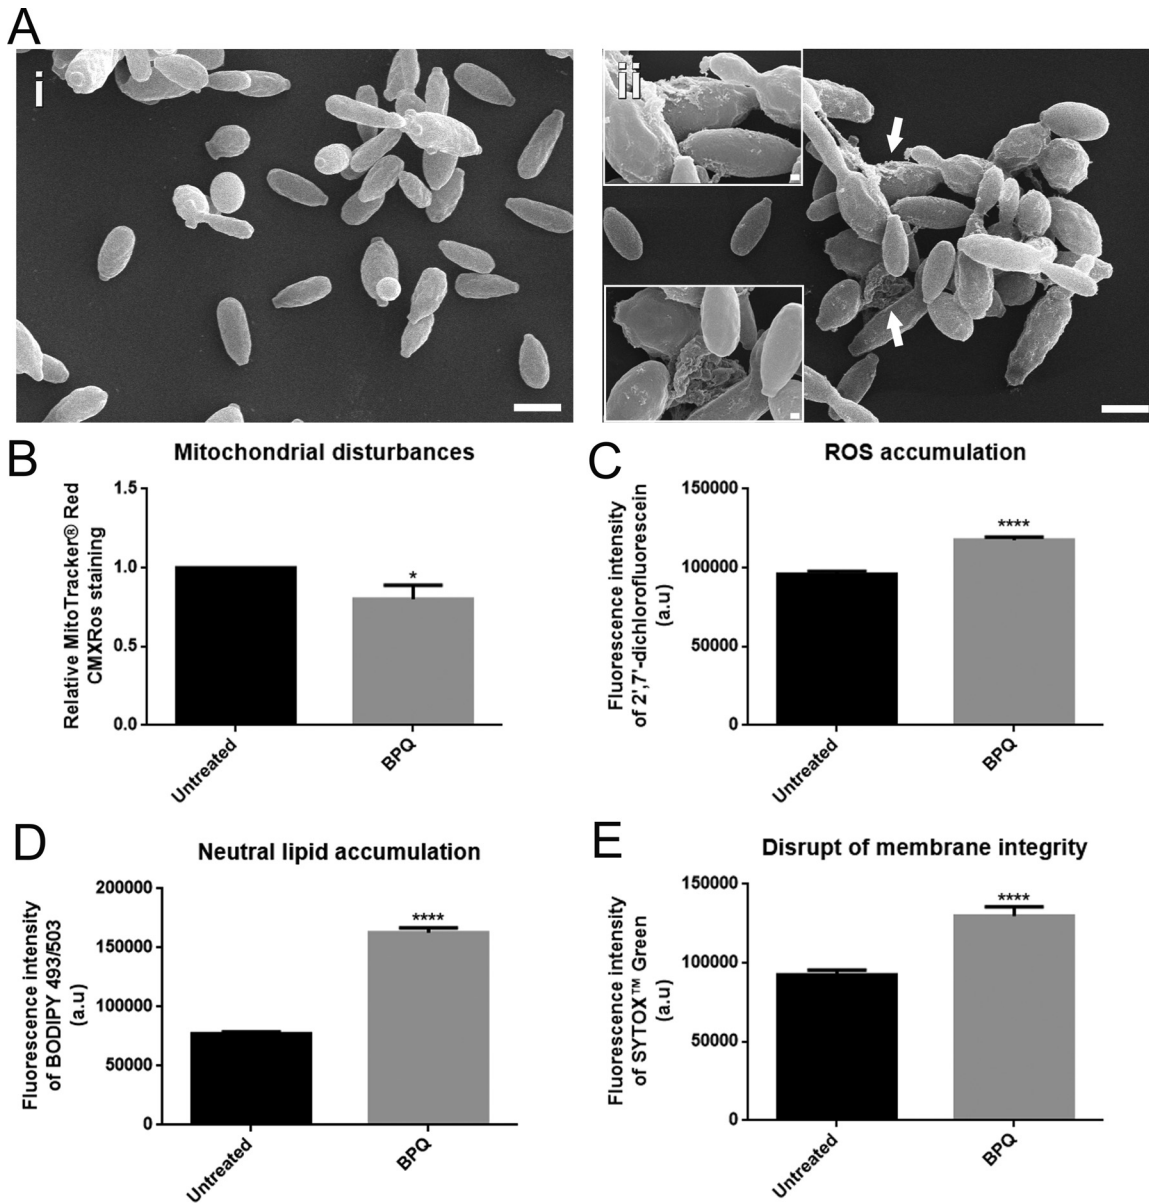 A
i
ii
B
Mitochondrial disturbances
Relative MitoTracker® Red
CMXRos staining
1.5
1.0
0.5
0.0
*
Untreated
BPQ
C
ROS accumulation
Fluorescence intensity
of 2',7'-dichlorofluorescein
(a.u)
150000
100000
50000
0
****
Untreated
BPQ
D
Neutral lipid accumulation
Fluorescence intensity
of BODIPY 493/503
(a.u)
200000
150000
100000
50000
0
****
Untreated
BPQ
E
Disrupt of membrane integrity
Fluorescence intensity
of SYTOX™ Green
(a.u)
150000
100000
50000
0
****
Untreated
BPQ